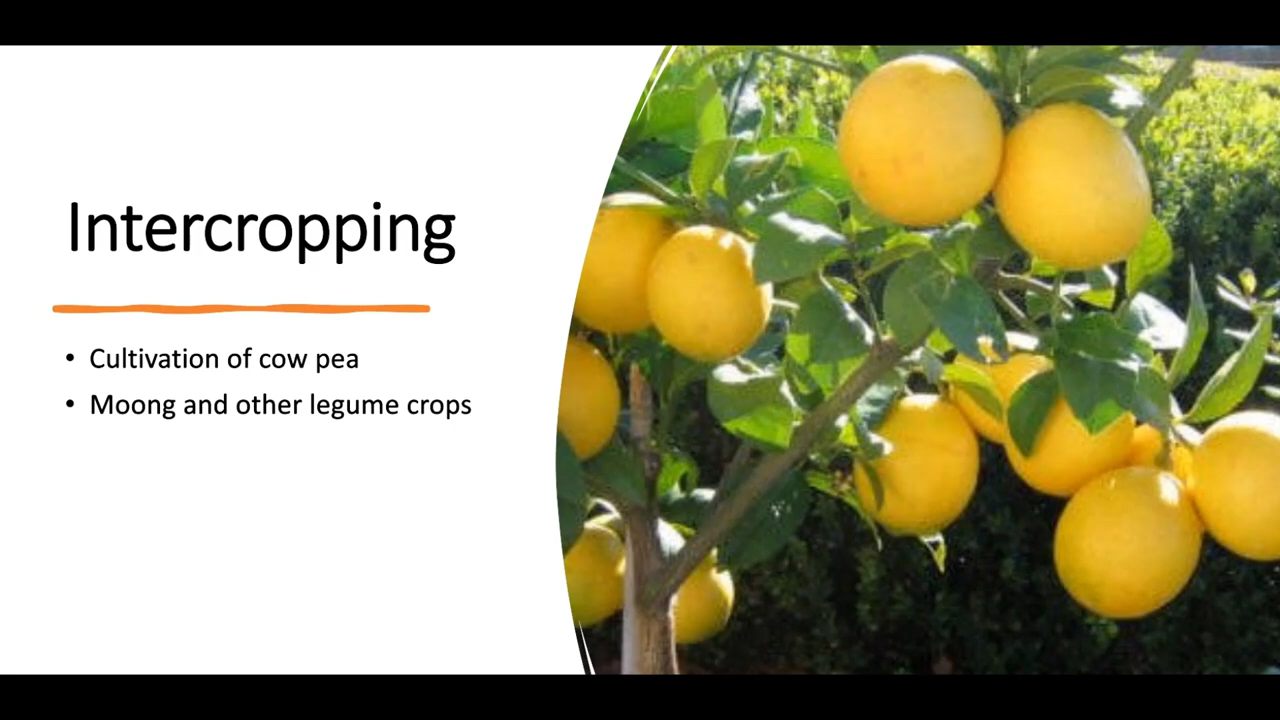 Intercropping
• Cultivation of cow pea
• Moong and other legume crops